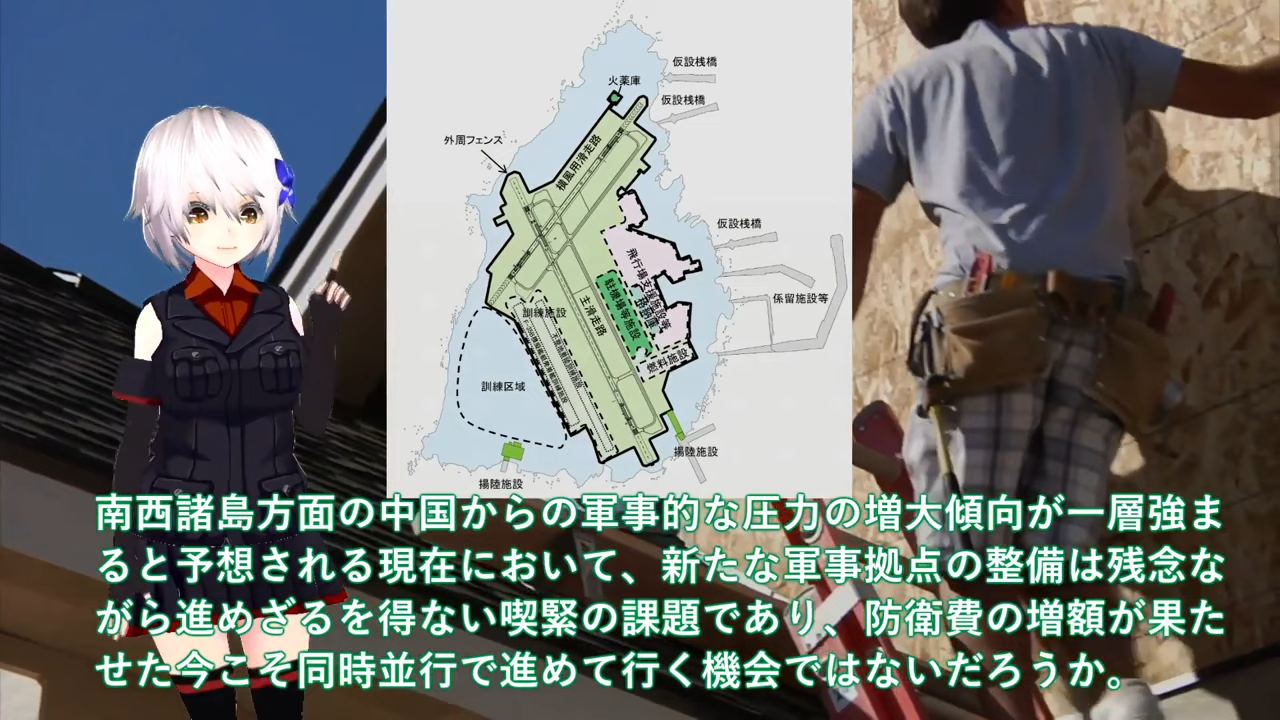 仮設桟橋
火薬庫
仮設桟橋
外周フェンス
横風用滑走路
仮設桟橋
飛行場支援施設等
係留施設等
駐機場等施設
主滑走路
訓練施設
燃料施設
訓練区域
揚陸施設
揚陸施設
南西諸島方面の中国からの軍事的な圧力の増大傾向が一層強ま
ると予想される現在において、新たな軍事拠点の整備は残念な
がら進めざるを得ない喫緊の課題であり、防衛費の増額が果た
せた今こそ同時並行で進めて行く機会ではないだろうか。